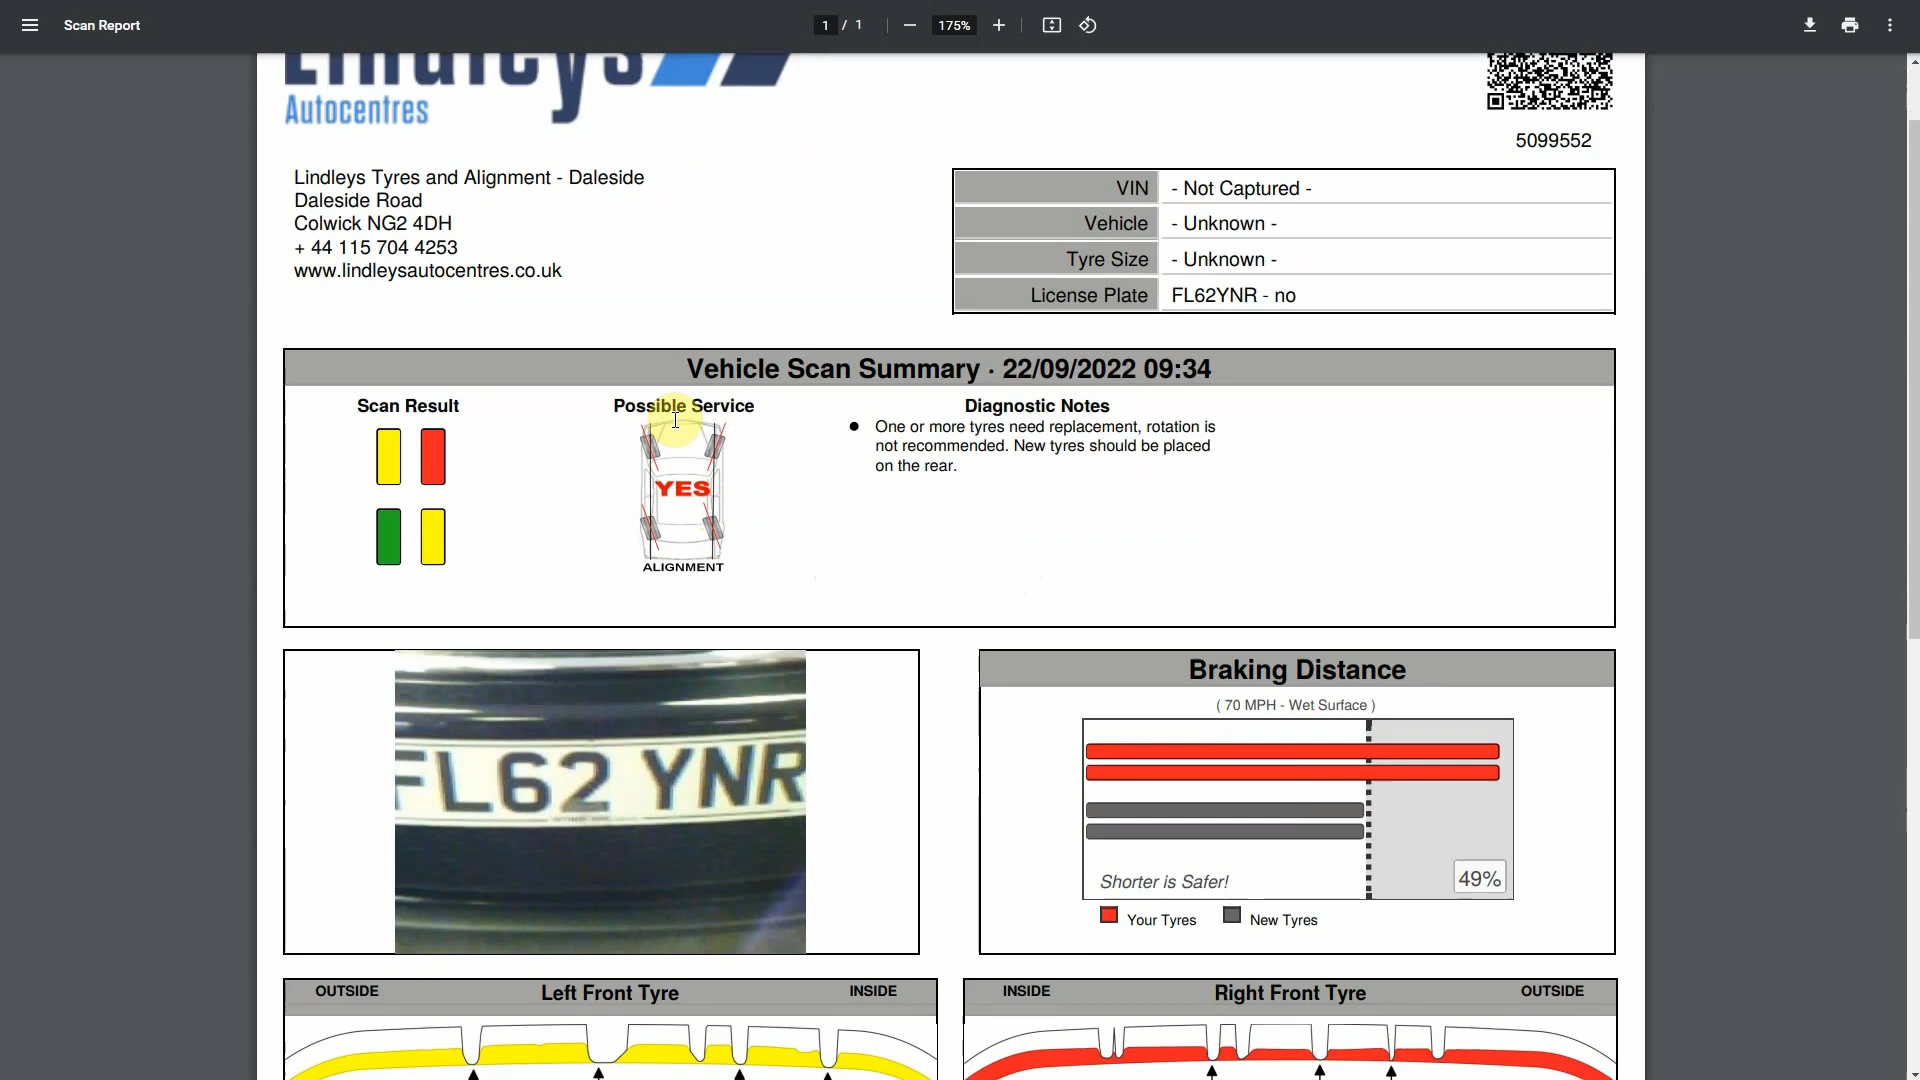 Scan Report
1 / 1
175%
Lindleys
Autocentres
5099552
Lindleys Tyres and Alignment - Daleside
Daleside Road
Colwick NG2 4DH
+ 44 115 704 4253
www.lindleysautocentres.co.uk
VIN - Not Captured -
Vehicle - Unknown -
Tyre Size - Unknown -
License Plate FL62YNR - no
Vehicle Scan Summary · 22/09/2022 09:34
Scan Result
Possible Service
YES
ALIGNMENT
Diagnostic Notes
● One or more tyres need replacement, rotation is
not recommended. New tyres should be placed
on the rear.
FL62 YNR
Braking Distance
( 70 MPH - Wet Surface )
Shorter is Safer!
49%
Your Tyres New Tyres
OUTSIDE Left Front Tyre INSIDE
INSIDE Right Front Tyre OUTSIDE